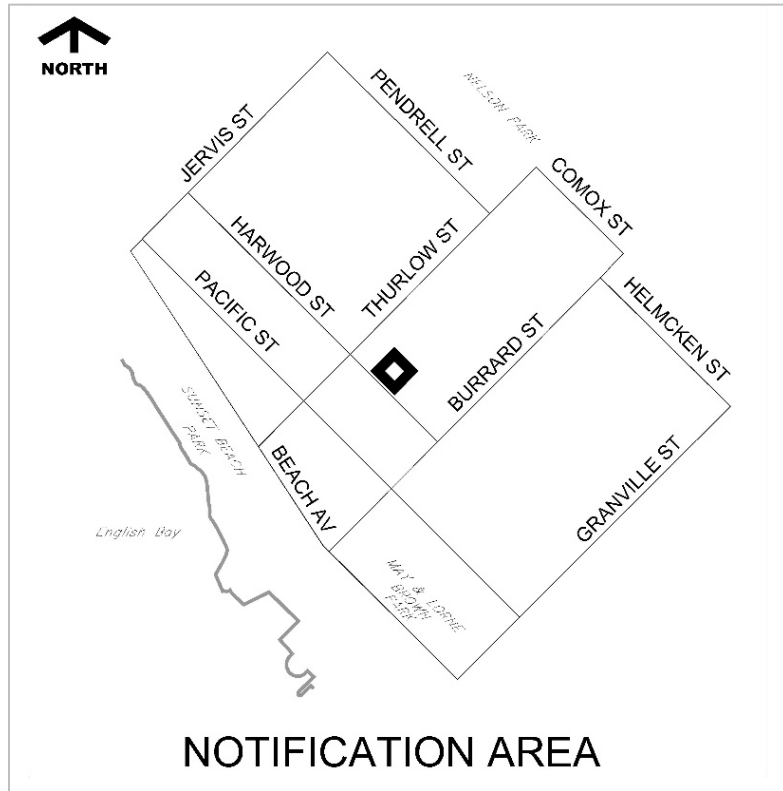 NORTH
NELSON PARK
PENDRELL ST
JERVIS ST
COMOX ST
HARWOOD ST
THURLOW ST
PACIFIC ST
HELMCKEN ST
BURRARD ST
SUNSET BEACH
PARK
BEACH AV
GRANVILLE ST
English Bay
MAY & LORNE
BROWN
PARK
NOTIFICATION AREA